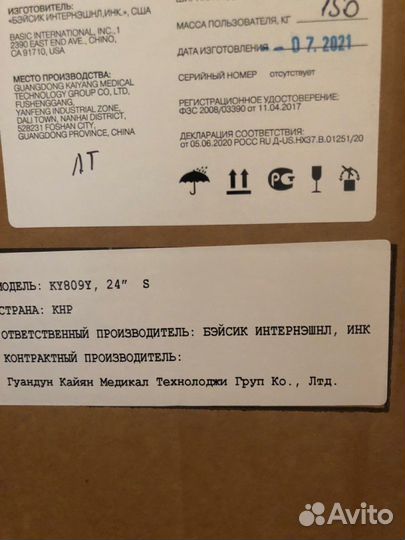 ИЗГОТОВИТЕЛЬ:
«БЭЙСИК ИНТЕРНЭШНЛ,ИНК.», США
BASIC INTERNATIONAL, INC.,1
2390 EAST END AVE., CHINO,
CA 91710, USA
МЕСТО ПРОИЗВОДСТВА:
GUANGDONG KAIYANG MEDICAL
TECHNOLOGY GROUP CO., LTD,
FUSHENGGANG,
YANFENG INDUSTRIAL ZONE,
DALI TOWN, NANHAI DISTRICT,
528231 FOSHAN CITY,
GUANGDONG PROVINCE, CHINA
ЛТ
МАССА ПОЛЬЗОВАТЕЛЯ, КГ 150
ДАТА ИЗГОТОВЛЕНИЯ - 07. 2021
СЕРИЙНЫЙ НОМЕР отсутствует
РЕГИСТРАЦИОННОЕ УДОСТОВЕРЕНИЕ:
ФЗС 2008/03390 от 11.04.2017
ДЕКЛАРАЦИЯ СООТВЕТСТВИЯ:
от 05.06.2020 РОСС RU Д-US.НХ37.В.01251/20
МОДЕЛЬ: KY809Y, 24" S
СТРАНА: КНР
ОТВЕТСТВЕННЫЙ ПРОИЗВОДИТЕЛЬ: БЭЙСИК ИНТЕРНЭШНЛ, ИНК
КОНТРАКТНЫЙ ПРОИЗВОДИТЕЛЬ:
Гуандун Кайян Медикал Технолоджи Груп Ко., Лтд.
Avito